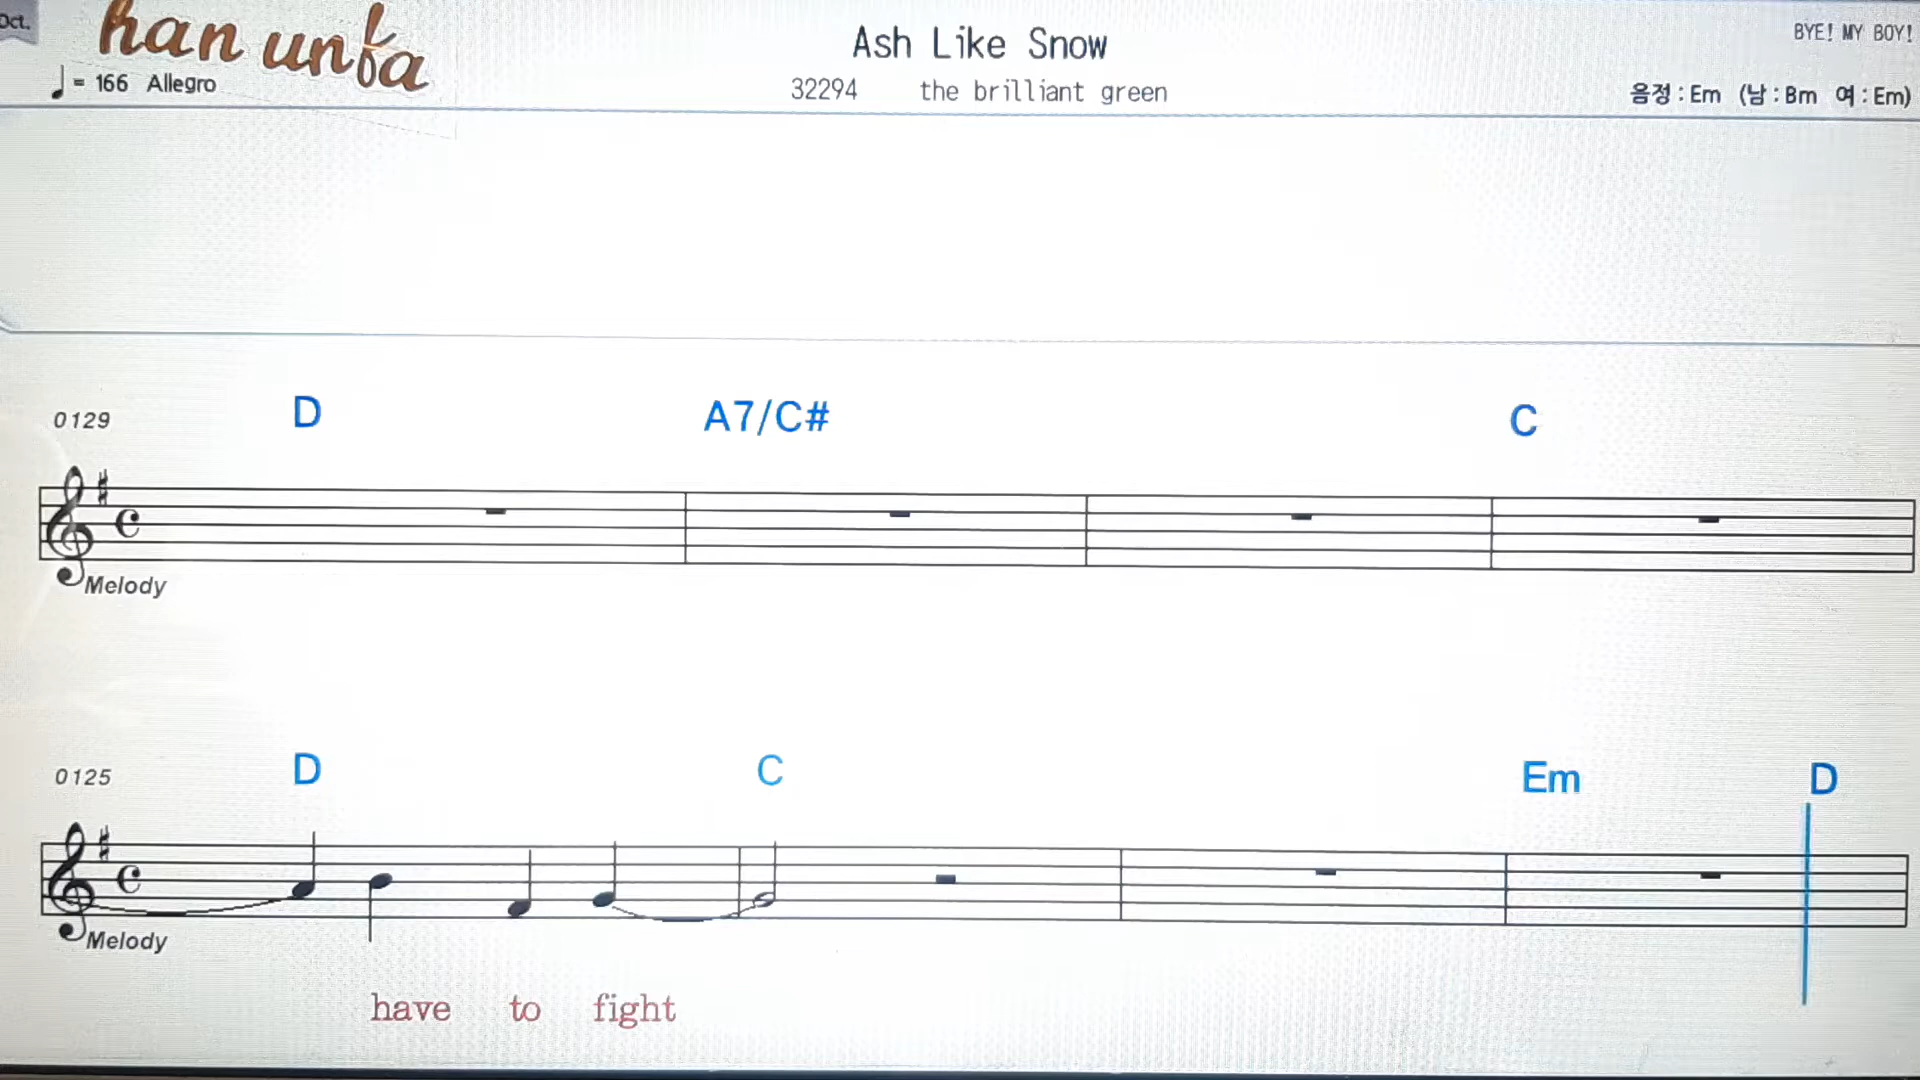 Oct.
han unfa
BYE! MY BOY!
Ash Like Snow
= 166 Allegro
32294 the brilliant green
음정 : Em (남 : Bm 여 : Em)
0129 D A7/C# C
Melody
0125 D C Em D
Melody
have to fight